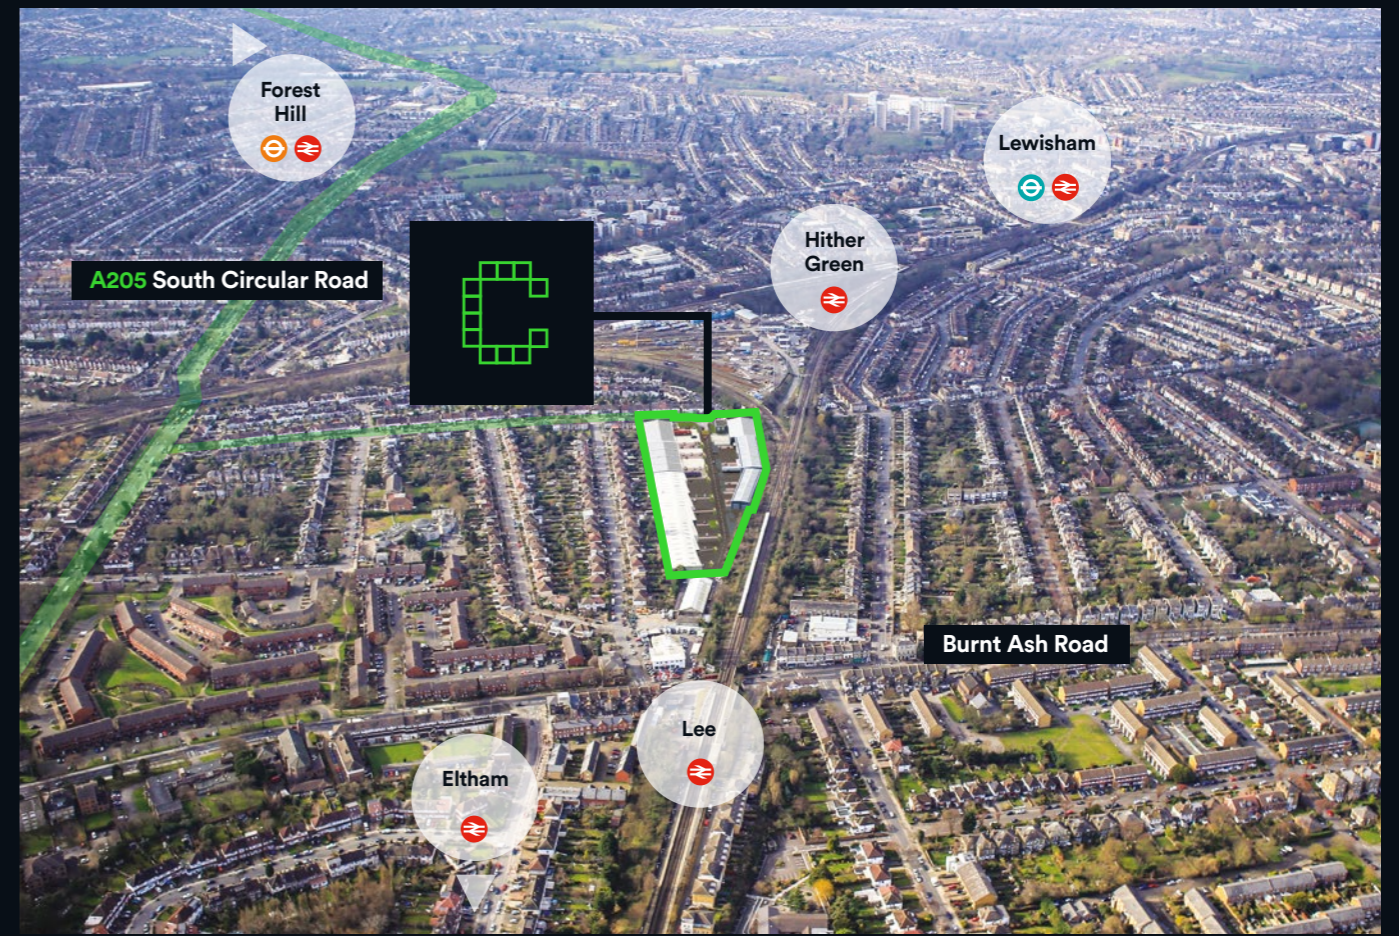 Forest
Hill
Lewisham
Hither
Green
A205 South Circular Road
C
Burnt Ash Road
Lee
Eltham